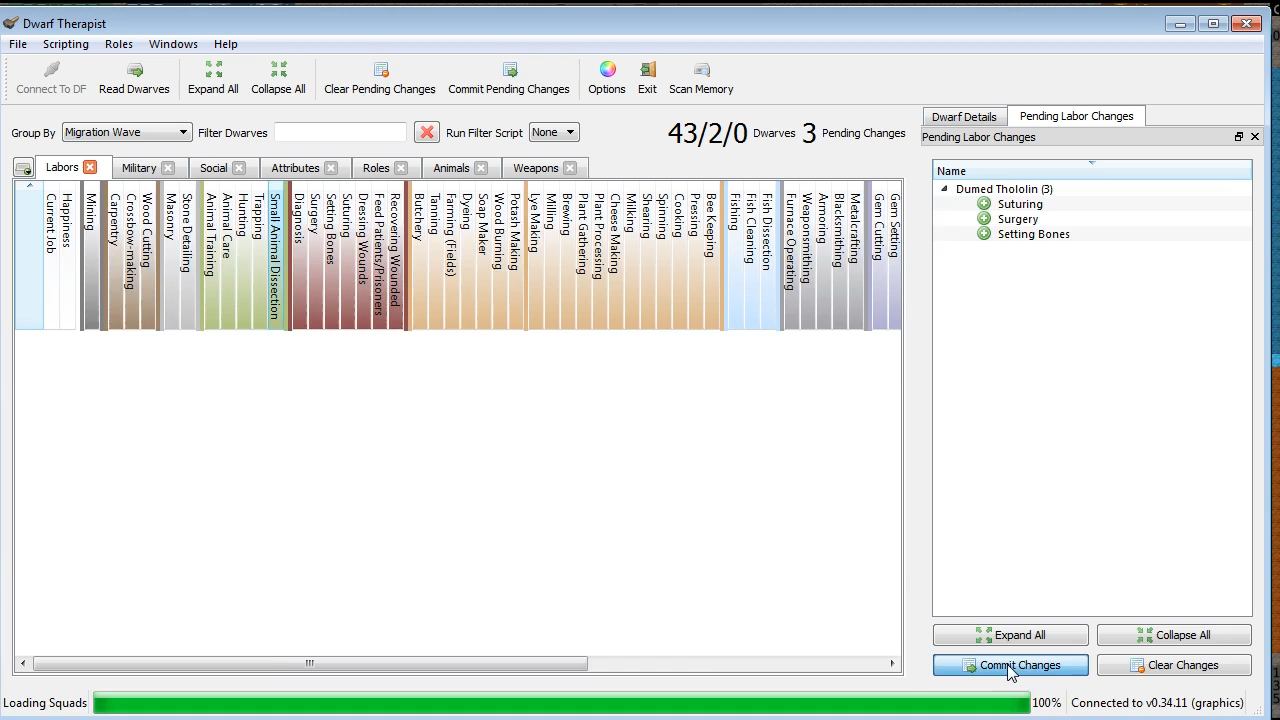 Dwarf Therapist
File Scripting Roles Windows Help
Connect To DF Read Dwarves Expand All Collapse All Clear Pending Changes Commit Pending Changes Options Exit Scan Memory
Group By Migration Wave Filter Dwarves Run Filter Script None 43/2/0 Dwarves 3 Pending Changes
Labors Military Social Attributes Roles Animals Weapons
Current Job
Happiness
Mining
Carpentry
Crossbow-making
Wood Cutting
Masonry
Stone Detailing
Animal Training
Animal Care
Hunting
Trapping
Small Animal Dissection
Diagnosis
Surgery
Setting Bones
Suturing
Dressing Wounds
Feed Patients/Prisoners
Recovering Wounded
Butchery
Tanning
Farming (Fields)
Dyeing
Soap Maker
Wood Burning
Potash Making
Lye Making
Milling
Brewing
Plant Gathering
Plant Processing
Cheese Making
Milking
Shearing
Spinning
Cooking
Pressing
Bee Keeping
Fishing
Fish Cleaning
Fish Dissection
Furnace Operating
Weaponsmithing
Armoring
Blacksmithing
Metalcrafting
Gem Cutting
Gem Setting
Dwarf Details Pending Labor Changes
Pending Labor Changes
Name
Dumed Thololin (3)
Suturing
Surgery
Setting Bones
Expand All Collapse All
Commit Changes Clear Changes
Loading Squads 100% Connected to v0.34.11 (graphics)